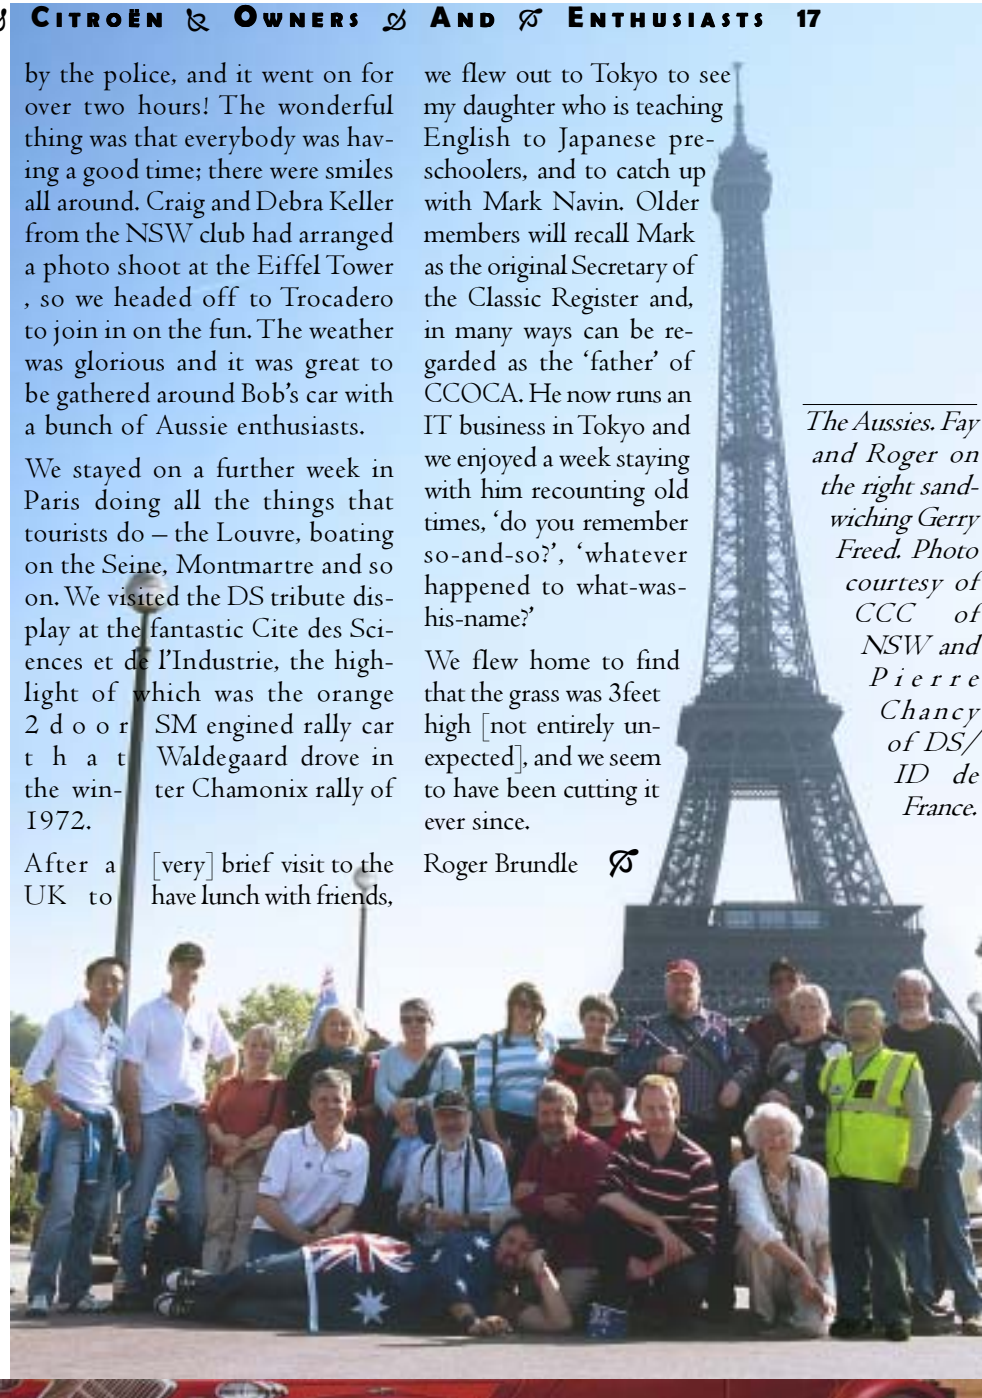 Citroën Owners And Enthusiasts 17
by the police, and it went on for
over two hours! The wonderful
thing was that everybody was hav-
ing a good time; there were smiles
all around. Craig and Debra Keller
from the NSW club had arranged
a photo shoot at the Eiffel Tower
, so we headed off to Trocadero
to join in on the fun. The weather
was glorious and it was great to
be gathered around Bob's car with
a bunch of Aussie enthusiasts.
We stayed on a further week in
Paris doing all the things that
tourists do – the Louvre, boating
on the Seine, Montmartre and so
on. We visited the DS tribute dis-
play at the fantastic Cite des Sci-
ences et de l'Industrie, the high-
light of which was the orange
2 door SM engined rally car
that Waldegaard drove in
the win- ter Chamonix rally of
1972.
After a [very] brief visit to the
UK to have lunch with friends,
we flew out to Tokyo to see
my daughter who is teaching
English to Japanese pre-
schoolers, and to catch up
with Mark Navin. Older
members will recall Mark
as the original Secretary of
the Classic Register and,
in many ways can be re-
garded as the 'father' of
CCOCA. He now runs an
IT business in Tokyo and
we enjoyed a week staying
with him recounting old
times, 'do you remember
so-and-so?', 'whatever
happened to what-was-
his-name?'
We flew home to find
that the grass was 3feet
high [not entirely un-
expected], and we seem
to have been cutting it
ever since.
Roger Brundle
The Aussies. Fay
and Roger on
the right sand-
wiching Gerry
Freed. Photo
courtesy of
CCC of
NSW and
Pierre
Chancy
of DS/
ID de
France.